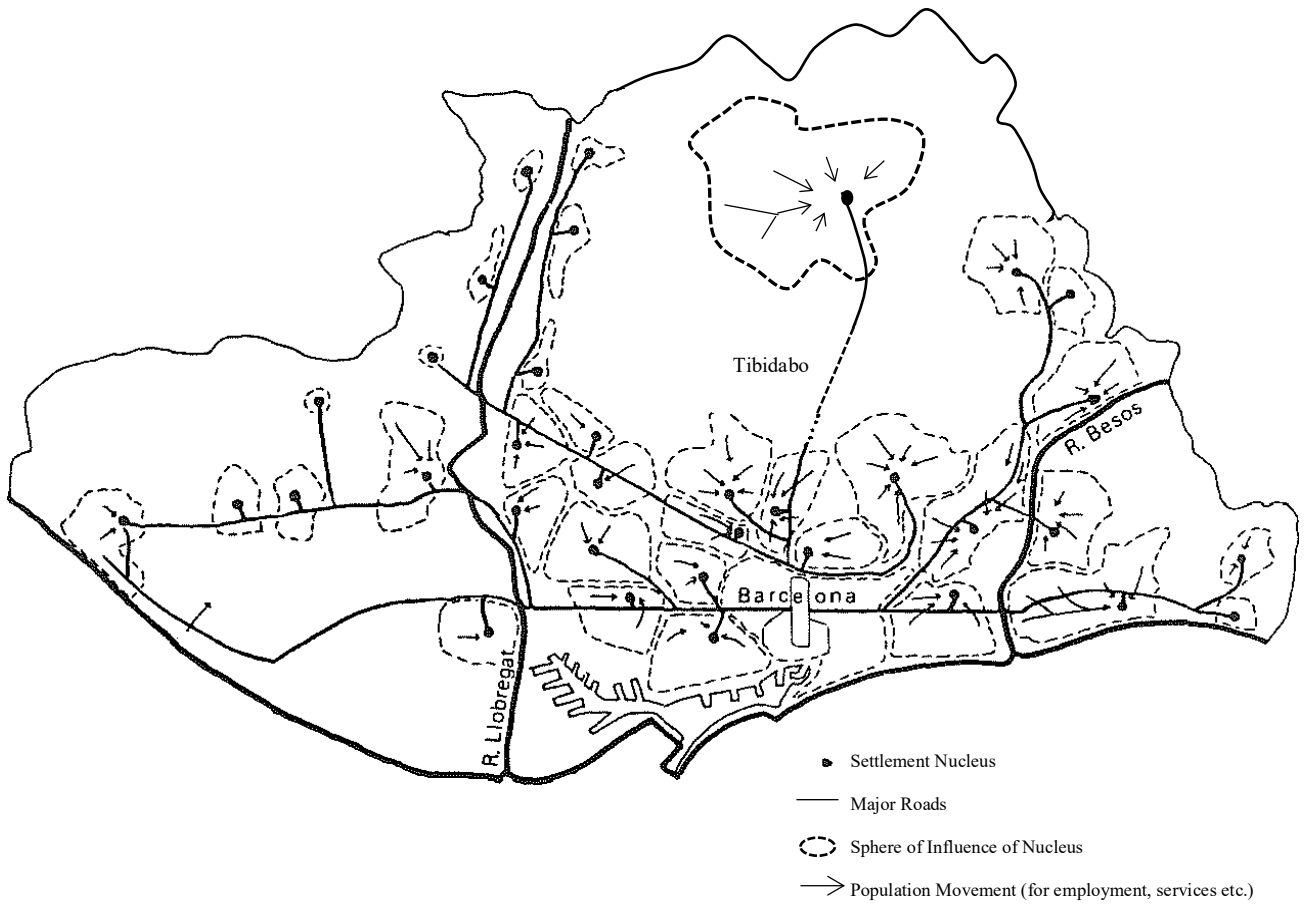 Tibidabo
R. Besos
Barcelona
R. Llobregat
Settlement Nucleus
Major Roads
Sphere of Influence of Nucleus
Population Movement (for employment, services etc.)